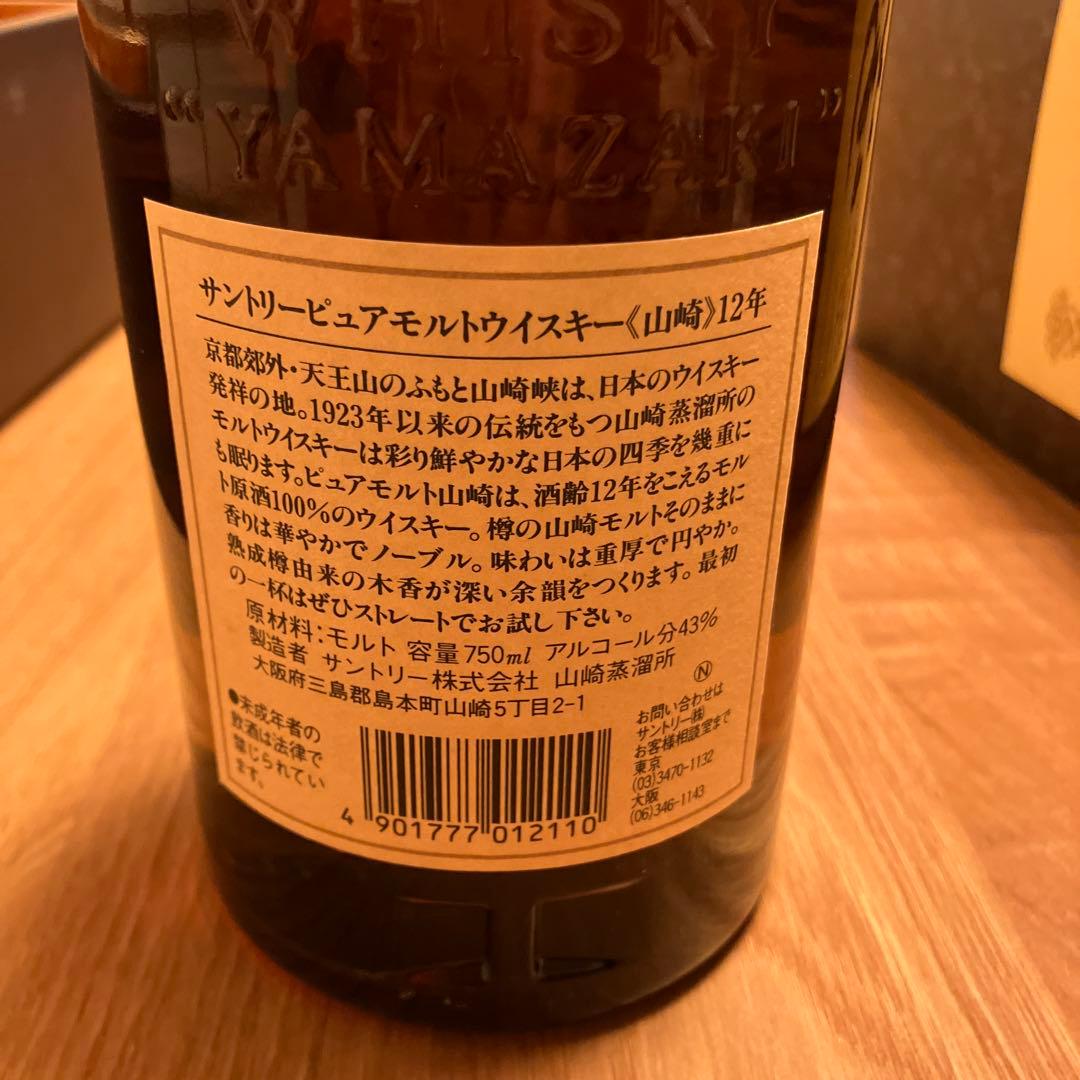 WHISKY
"YAMAZAKI"
サントリーピュアモルトウイスキー《山崎》12年
京都郊外・天王山のふもと山崎峡は、日本のウイスキー
発祥の地。1923年以来の伝統をもつ山崎蒸溜所の
モルトウイスキーは彩り鮮やかな日本の四季を幾重に
も眠ります。ピュアモルト山崎は、酒齢12年をこえるモル
ト原酒100%のウイスキー。樽の山崎モルトそのままに
香りは華やかでノーブル。味わいは重厚で円やか。
熟成樽由来の木香が深い余韻をつくります。最初
の一杯はぜひストレートでお試し下さい。
原材料:モルト 容量750ml アルコール分43%
製造者 サントリー株式会社 山崎蒸溜所
大阪府三島郡島本町山崎5丁目2-1
Ⓝ
●未成年者の
飲酒は法律で
禁じられてい
ます。
4 901777 012110
お問い合わせは
サントリー㈱
お客様相談室まで
東京
(03)3470-1132
大阪
(06)346-1143